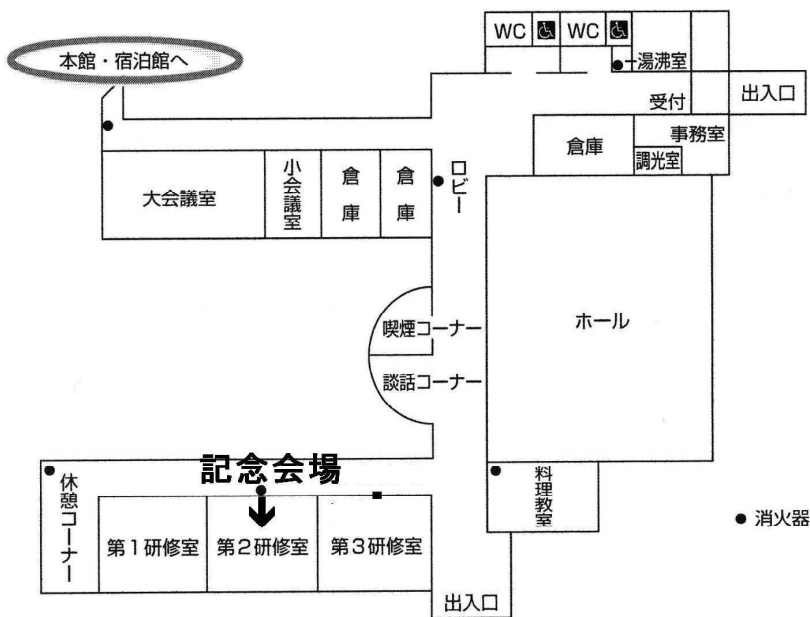 WC
WC
本館・宿泊館へ
湯沸室
受付
出入口
倉庫
事務室
調光室
ロビー
大会議室
小会議室
倉庫
倉庫
喫煙コーナー
ホール
談話コーナー
記念会場
休憩コーナー
料理教室
第1研修室
第2研修室
第3研修室
● 消火器
出入口